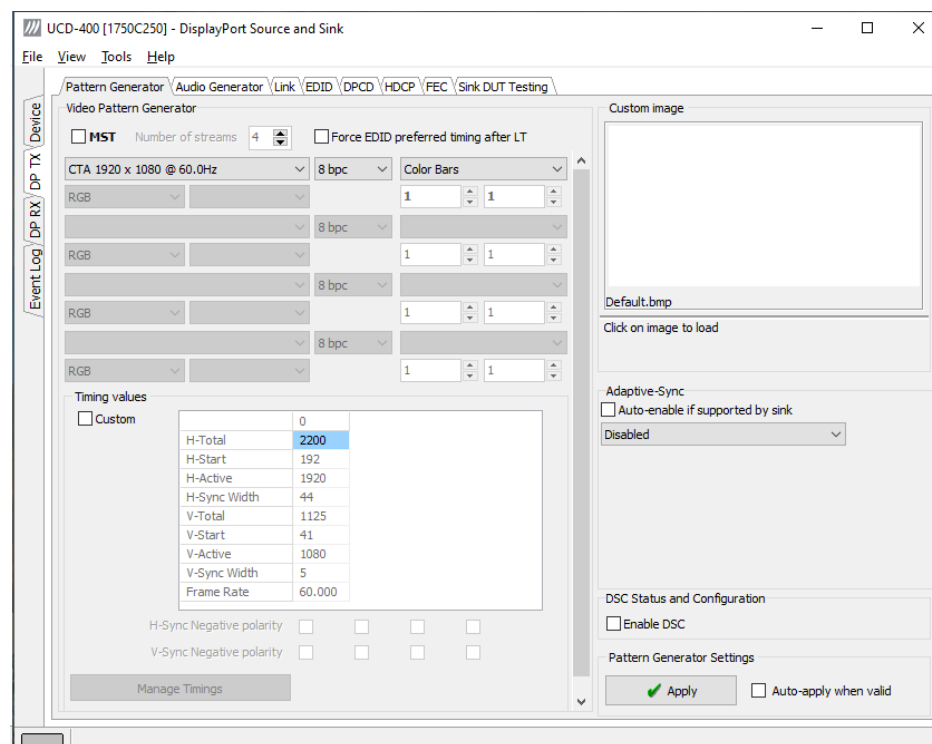 UCD-400 [1750C250] - DisplayPort Source and Sink
File View Tools Help
Device
DP TX
DP RX
Event Log
Pattern Generator Audio Generator Link EDID DPCD HDCP FEC Sink DUT Testing
Video Pattern Generator
MST Number of streams 4 Force EDID preferred timing after LT
CTA 1920 x 1080 @ 60.0Hz 8 bpc Color Bars
RGB 1 1
8 bpc
RGB 1 1
8 bpc
RGB 1 1
8 bpc
RGB 1 1
Timing values
Custom
0
H-Total 2200
H-Start 192
H-Active 1920
H-Sync Width 44
V-Total 1125
V-Start 41
V-Active 1080
V-Sync Width 5
Frame Rate 60.000
H-Sync Negative polarity
V-Sync Negative polarity
Manage Timings
Custom image
Default.bmp
Click on image to load
Adaptive-Sync
Auto-enable if supported by sink
Disabled
DSC Status and Configuration
Enable DSC
Pattern Generator Settings
Apply Auto-apply when valid